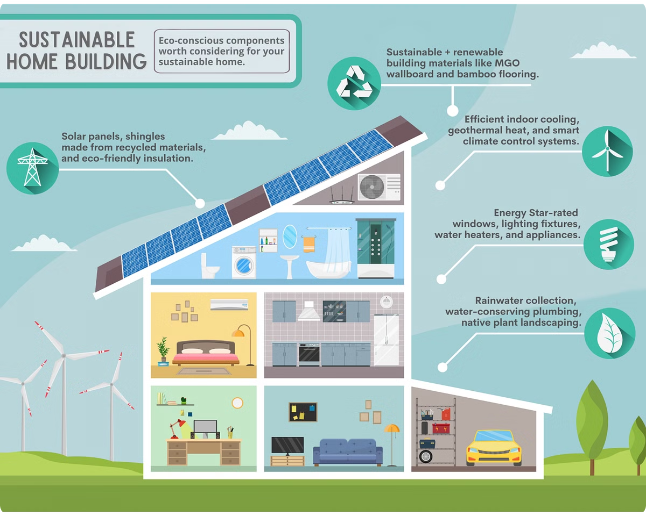 SUSTAINABLE
HOME BUILDING
Eco-conscious components
worth considering for your
sustainable home.
Sustainable + renewable
building materials like MGO
wallboard and bamboo flooring.
Solar panels, shingles
made from recycled materials,
and eco-friendly insulation.
Efficient indoor cooling,
geothermal heat, and smart
climate control systems.
Energy Star-rated
windows, lighting fixtures,
water heaters, and appliances.
Rainwater collection,
water-conserving plumbing,
native plant landscaping.